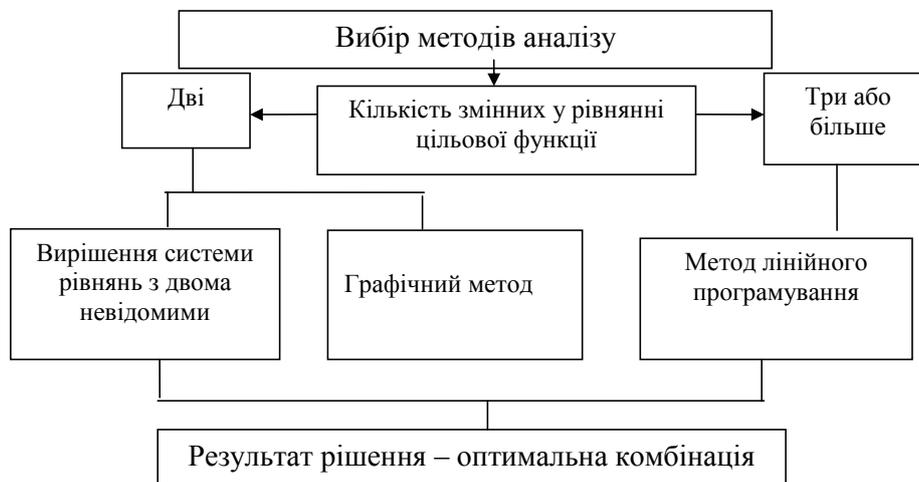 Вибір методів аналізу
Дві
Кількість змінних у рівнянні
цільової функції
Три або
більше
Вирішення системи
рівнянь з двома
невідомими
Графічний метод
Метод лінійного
програмування
Результат рішення – оптимальна комбінація